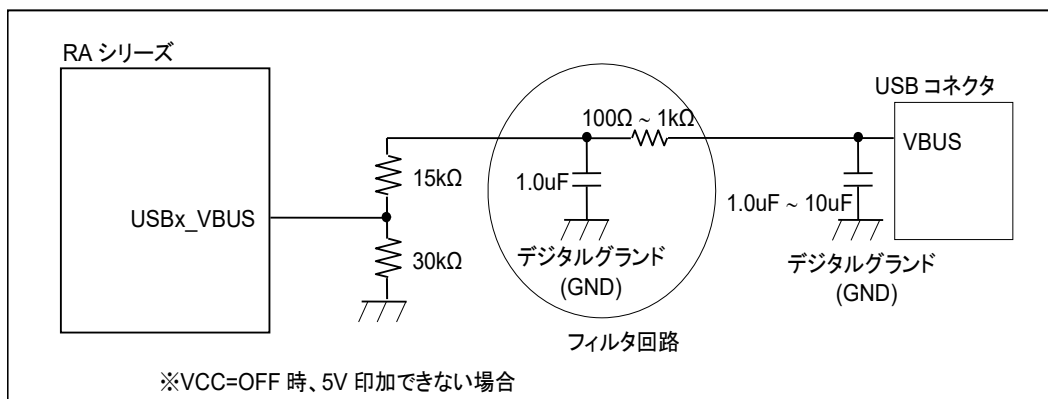 RA シリーズ
USB コネクタ
100Ω ~ 1kΩ
VBUS
15kΩ
1.0uF
1.0uF ~ 10uF
USBx_VBUS
30kΩ
デジタルグランド
(GND)
デジタルグランド
(GND)
フィルタ回路
※VCC=OFF 時、5V 印加できない場合